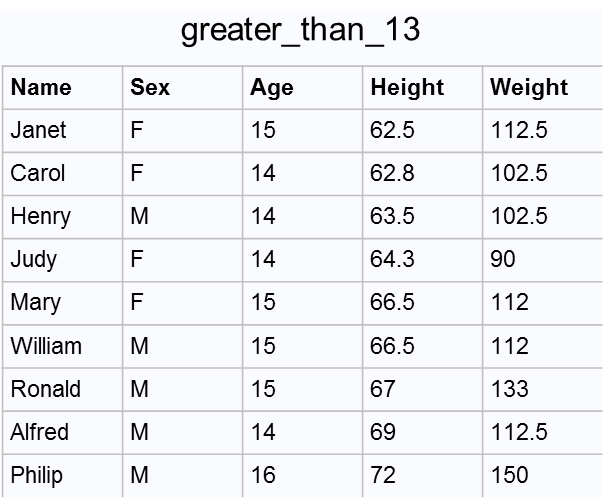 greater_than_13
Name Sex Age Height Weight
Janet F 15 62.5 112.5
Carol F 14 62.8 102.5
Henry M 14 63.5 102.5
Judy F 14 64.3 90
Mary F 15 66.5 112
William M 15 66.5 112
Ronald M 15 67 133
Alfred M 14 69 112.5
Philip M 16 72 150